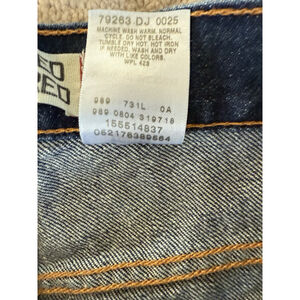 79263 DJ 0025
MACHINE WASH WARM, NORMAL
CYCLE. DO NOT BLEACH.
TUMBLE DRY HOT. HOT IRON
IF NEEDED. WASH AND DRY
WITH LIKE COLORS.
WPL 423
989 731L 0A
989 0804 319718
155514837
052176389564